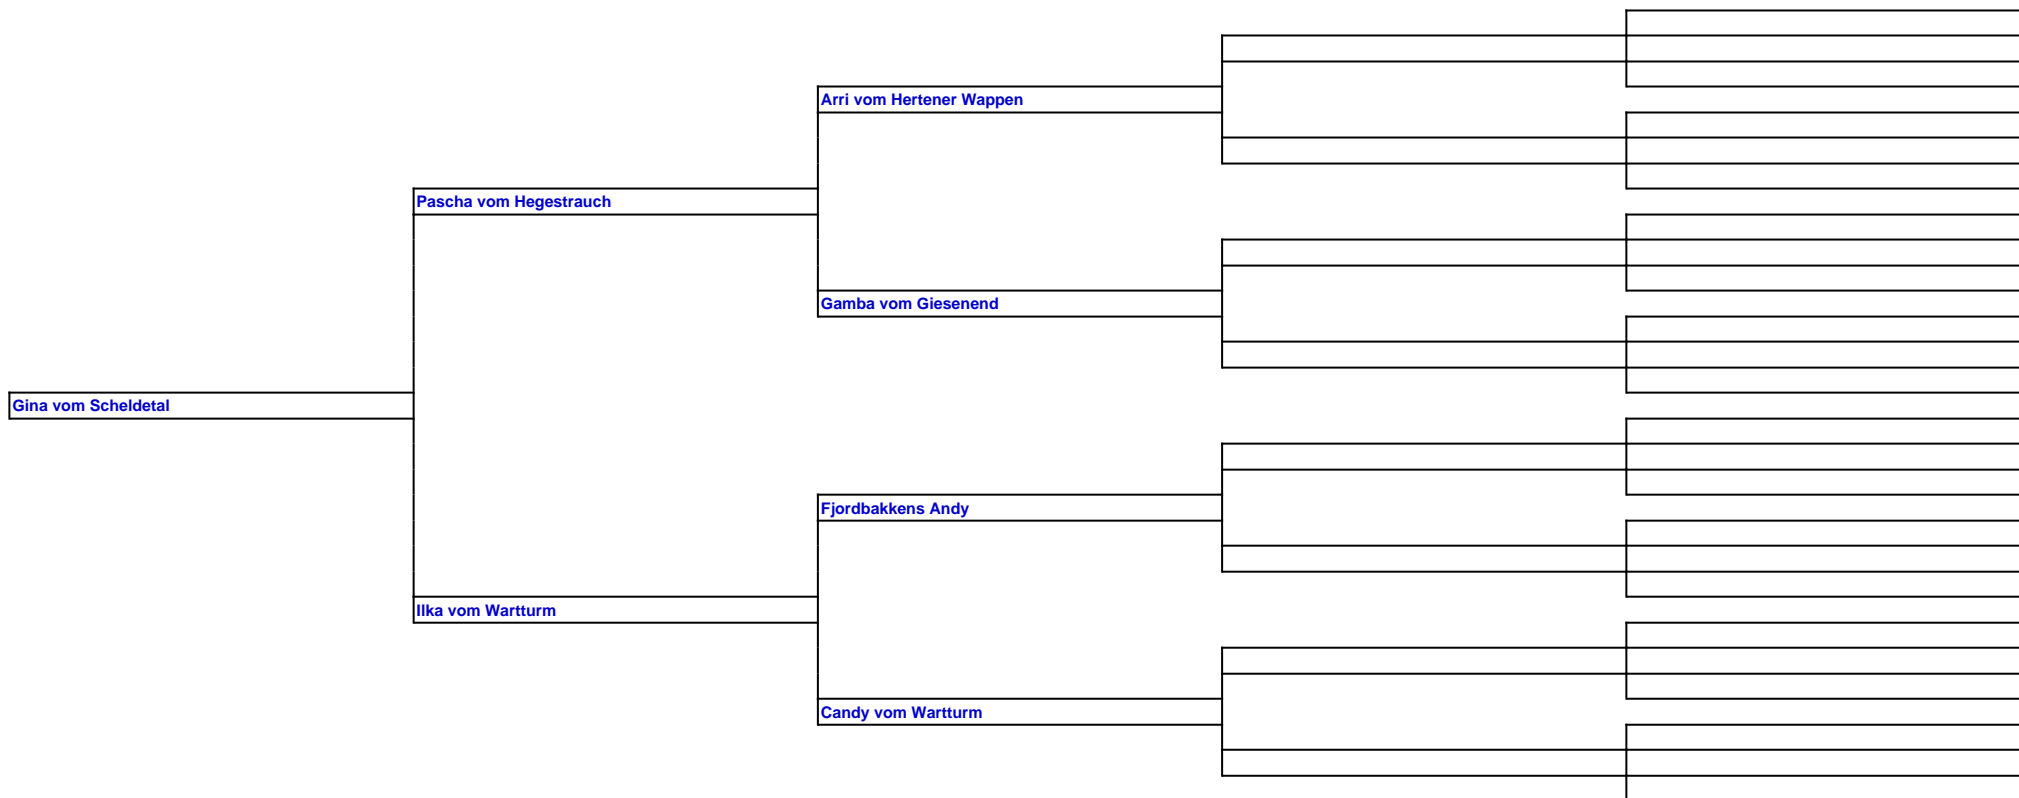 Arri vom Hertener Wappen
Pascha vom Hegestrauch
Gamba vom Giesenend
Gina vom Scheldetal
Fjordbakkens Andy
Ilka vom Wartturm
Candy vom Wartturm